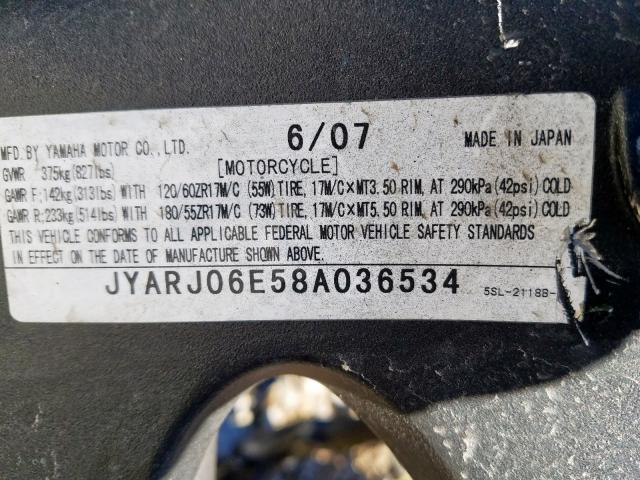 MFD.BY YAMAHA MOTOR CO.,LTD. 6/07 MADE IN JAPAN
GVWR 375kg(827lbs) [MOTORCYCLE]
GAWR F:142kg(313lbs) WITH 120/60ZR17M/C (55W)TIRE, 17M/C×MT3.50 RIM, AT 290kPa(42psi)COLD
GAWR R:233kg(514lbs) WITH 180/55ZR17M/C (73W)TIRE, 17M/C×MT5.50 RIM, AT 290kPa(42psi)COLD
THIS VEHICLE CONFORMS TO ALL APPLICABLE FEDERAL MOTOR VEHICLE SAFETY STANDARDS
IN EFFECT ON THE DATE OF MANUFACTURE SHOWN ABOVE.
JYARJ06E58A036534 5SL-2118B-